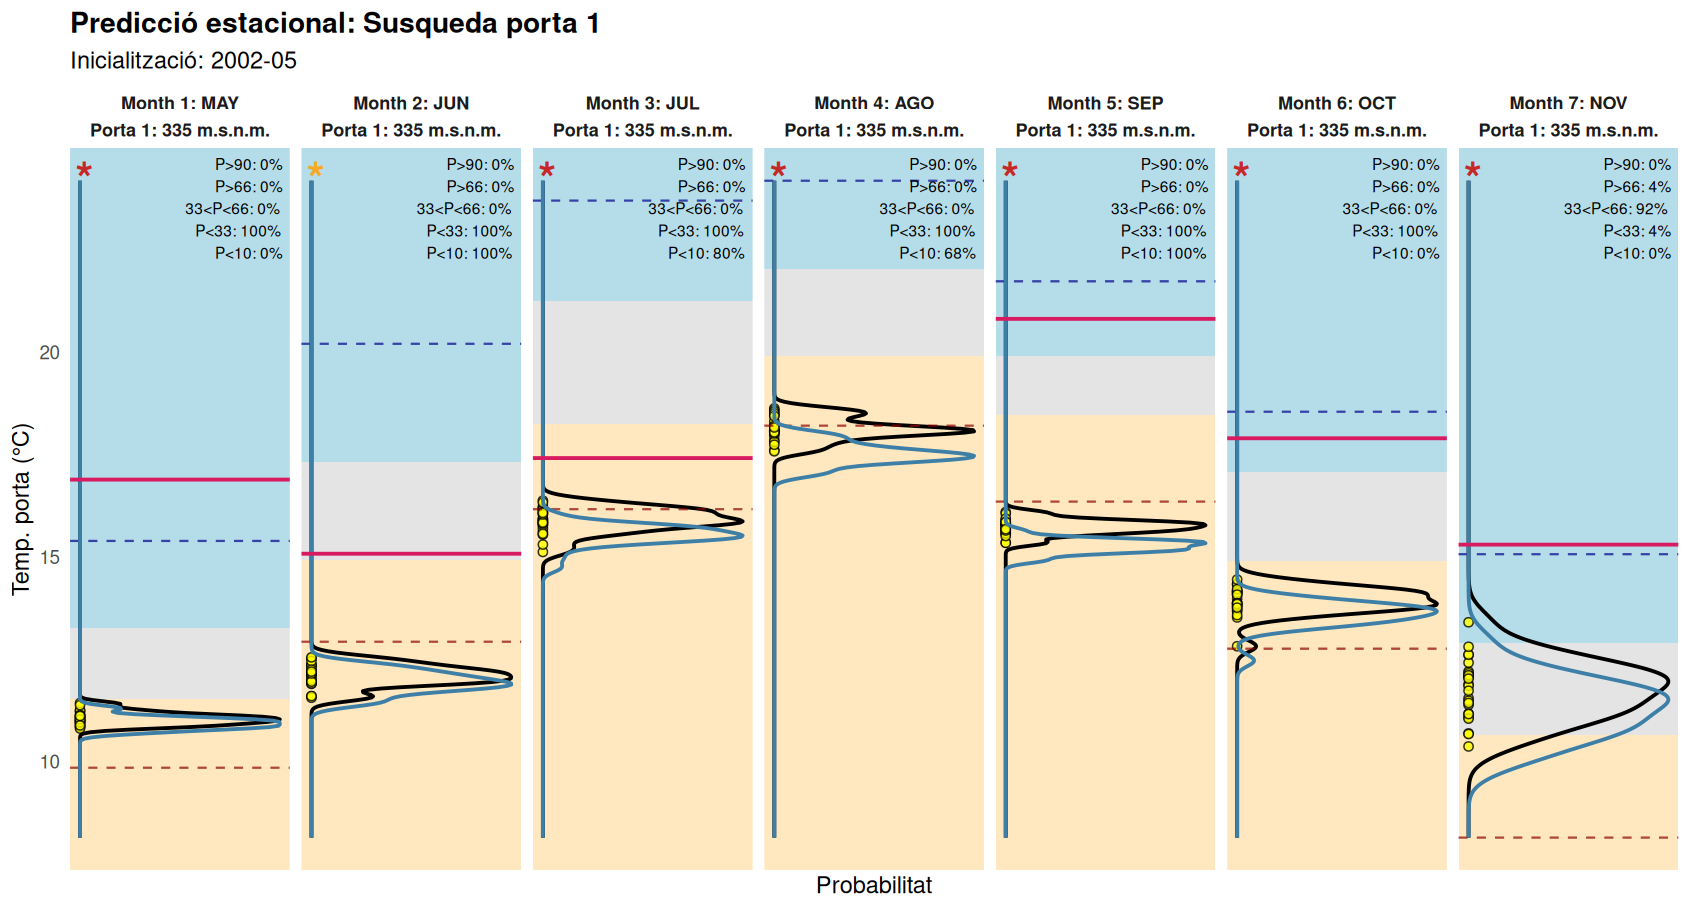 Predicció estacional: Susqueda porta 1
Inicialització: 2002-05
Month 1: MAY
Porta 1: 335 m.s.n.m.
Month 2: JUN
Porta 1: 335 m.s.n.m.
Month 3: JUL
Porta 1: 335 m.s.n.m.
Month 4: AGO
Porta 1: 335 m.s.n.m.
Month 5: SEP
Porta 1: 335 m.s.n.m.
Month 6: OCT
Porta 1: 335 m.s.n.m.
Month 7: NOV
Porta 1: 335 m.s.n.m.
*
P>90: 0%
P>66: 0%
33<P<66: 0%
P<33: 100%
P<10: 0%
*
P>90: 0%
P>66: 0%
33<P<66: 0%
P<33: 100%
P<10: 100%
*
P>90: 0%
P>66: 0%
33<P<66: 0%
P<33: 100%
P<10: 80%
*
P>90: 0%
P>66: 0%
33<P<66: 0%
P<33: 100%
P<10: 68%
*
P>90: 0%
P>66: 0%
33<P<66: 0%
P<33: 100%
P<10: 100%
*
P>90: 0%
P>66: 0%
33<P<66: 0%
P<33: 100%
P<10: 0%
*
P>90: 0%
P>66: 4%
33<P<66: 92%
P<33: 4%
P<10: 0%
20
15
10
Temp. porta (°C)
Probabilitat